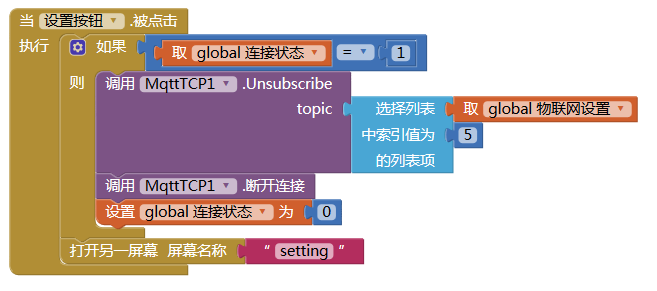 当 设置按钮 .被点击
执行 如果 取 global 连接状态 = 1
则 调用 MqttTCP1 .Unsubscribe
topic 选择列表 取 global 物联网设置
中索引值为 5
的列表项
调用 MqttTCP1 .断开连接
设置 global 连接状态 为 0
打开另一屏幕 屏幕名称 “ setting ”